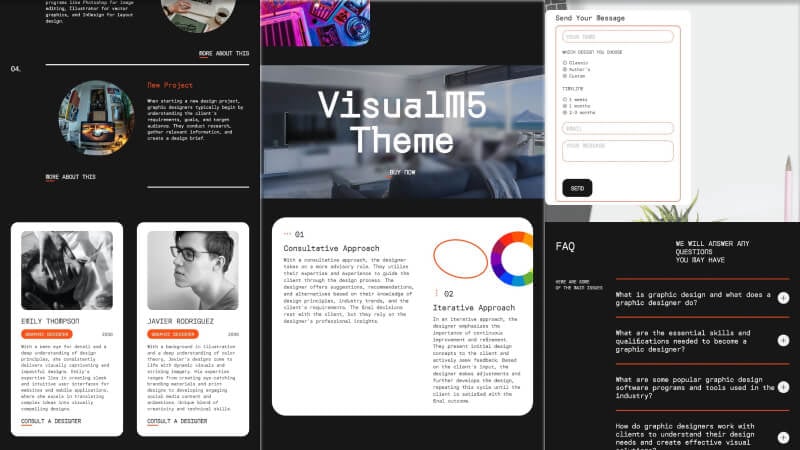 programs like Photoshop for image
editing, Illustrator for vector
graphics, and InDesign for layout
design.
MORE ABOUT THIS
04.
New Project
When starting a new design project,
graphic designers typically begin by
understanding the client's
requirements, goals, and target
audience. They conduct research,
gather relevant information, and
create a design brief.
MORE ABOUT THIS
EMILY THOMPSON
GRAPHIC DESIGNER
With a keen eye for detail and a
deep understanding of design
principles, she consistently
delivers visually captivating and
impactful designs. Emily's
expertise lies in creating sleek
and intuitive user interfaces for
websites and mobile applications,
where she excels in translating
complex ideas into visually
compelling designs
CONSULT A DESIGNER
JAVIER RODRIGUEZ
GRAPHIC DESIGNER
With a background in illustration
and a deep understanding of color
theory, Javier's designs come to
life with dynamic visuals and
striking imagery. His expertise
ranges from creating eye-catching
branding materials and print
designs to developing engaging
social media content and
animations. Unique blend of
creativity and technical skills
CONSULT A DESIGNER
VisualM5
Theme
BUY NOW
01
Consultative Approach
With a consultative approach, the designer
takes on a more advisory role. They utilize
their expertise and experience to guide the
client through the design process. The
designer offers suggestions, recommendations,
and alternatives based on their knowledge of
design principles, industry trends, and the
client's requirements. The final decisions
rest with the client, but they rely on the
designer's professional insights.
02
Iterative Approach
In an iterative approach, the
designer emphasizes the
importance of continuous
improvement and refinement.
They present initial design
concepts to the client and
actively seek feedback. Based
on the client's input, the
designer makes adjustments and
further develops the design,
repeating this cycle until the
client is satisfied with the
final outcome.
Send Your Message
YOUR NAME
WHICH DESIGN YOU CHOOSE
Classic
Author's
Custom
TIMELINE
2 weeks
1 months
2-3 months
EMAIL
YOUR MESSAGE
SEND
FAQ
WE WILL ANSWER ANY
QUESTIONS
YOU MAY HAVE
HERE ARE SOME
OF THE MAIN ISSUES
What is graphic design and what does a
graphic designer do?
What are the essential skills and
qualifications needed to become a
graphic designer?
What are some popular graphic design
software programs and tools used in the
industry?
How do graphic designers work with
clients to understand their design
needs and create effective visual